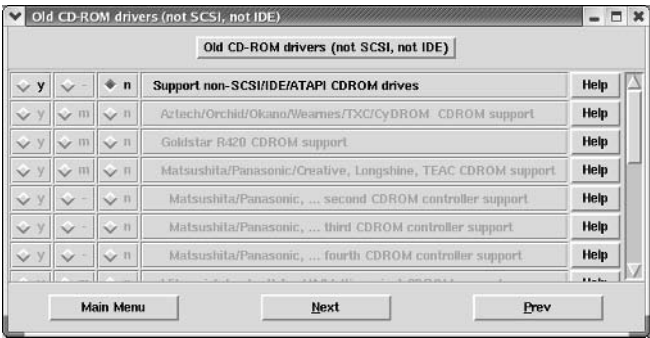 Old CD-ROM drivers (not SCSI, not IDE)
Old CD-ROM drivers (not SCSI, not IDE)
y - n Support non-SCSI/IDE/ATAPI CDROM drives Help
y m n Aztech/Orchid/Okano/Wearnes/TXC/CyDROM CDROM support Help
y m n Goldstar R420 CDROM support Help
y m n Matsushita/Panasonic/Creative, Longshine, TEAC CDROM support Help
y - n Matsushita/Panasonic, ... second CDROM controller support Help
y - n Matsushita/Panasonic, ... third CDROM controller support Help
y - n Matsushita/Panasonic, ... fourth CDROM controller support Help
Main Menu Next Prev